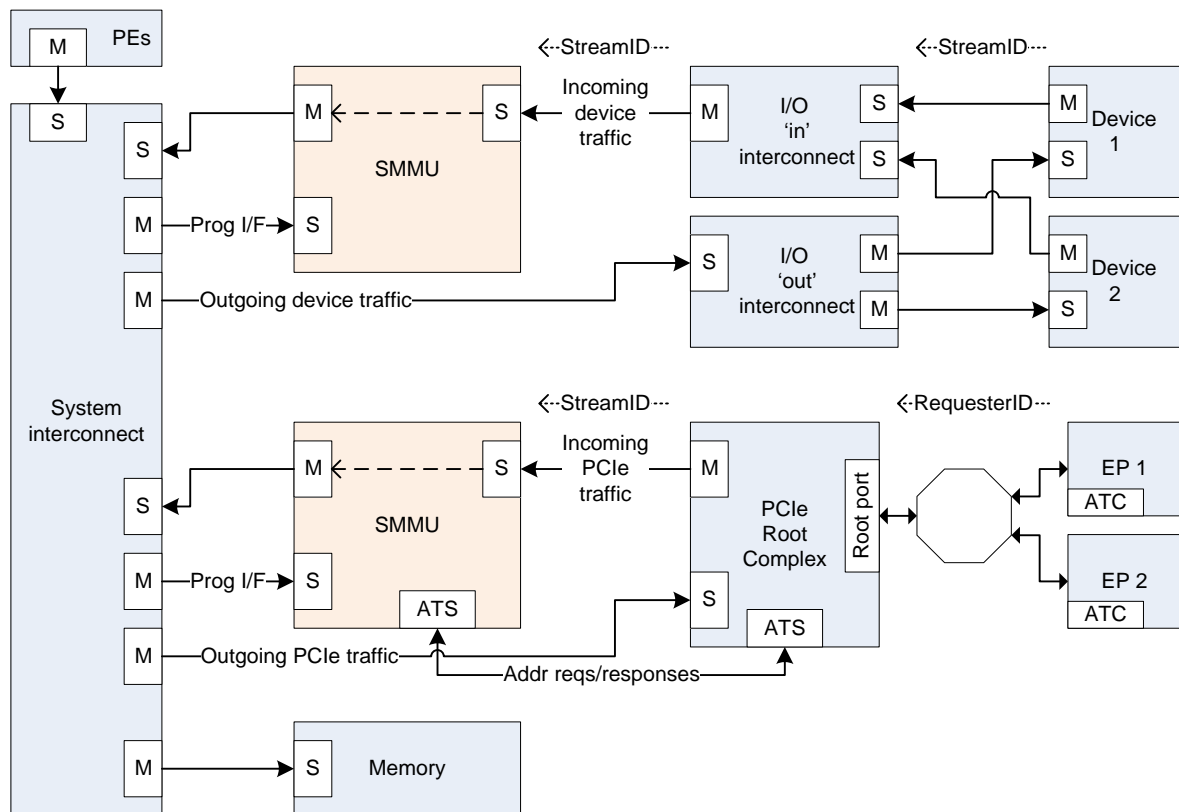 PEs
M
S
StreamID
StreamID
M
S
Incoming
device
traffic
M
I/O
‘in’
interconnect
S
S
M
S
Device
1
S
SMMU
M
Prog I/F
S
M
Outgoing device traffic
S
I/O
‘out’
interconnect
M
M
M
S
Device
2
System
interconnect
StreamID
RequesterID
M
S
Incoming
PCIe
traffic
M
S
SMMU
PCIe
Root
Complex
Root port
EP 1
ATC
EP 2
ATC
M
Prog I/F
S
ATS
S
M
Outgoing PCIe traffic
ATS
Addr reqs/responses
M
S
Memory